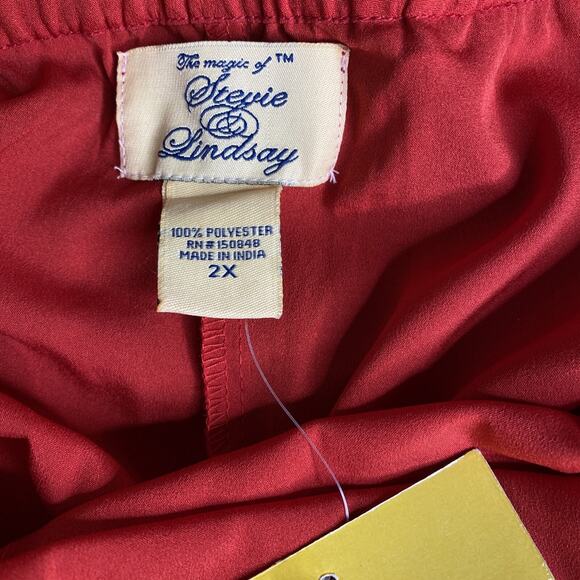 The magic of ™
Stevie
&
Lindsay
100% POLYESTER
RN # 150848
MADE IN INDIA
2X